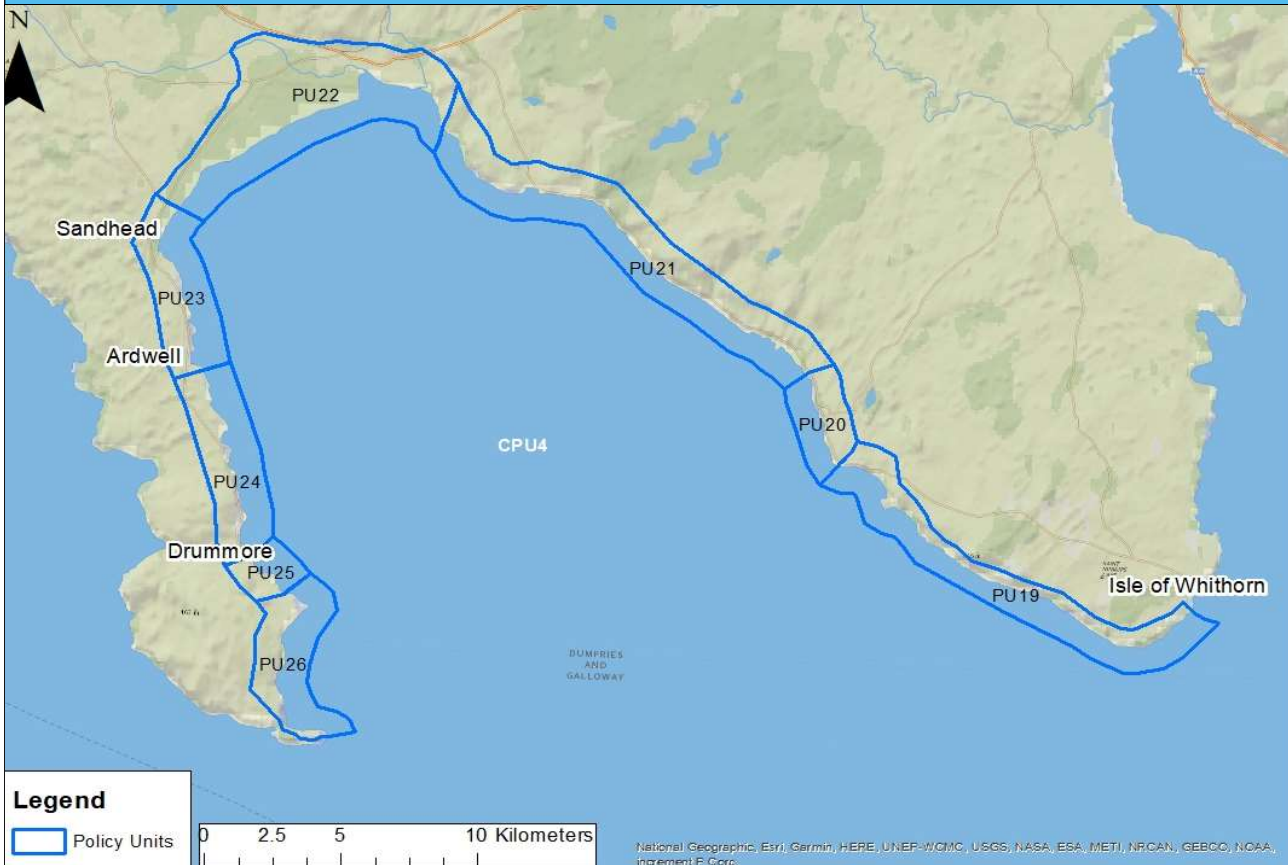 N
PU22
Sandhead
PU21
PU23
Ardwell
PU20
CPU4
PU24
Drummore
PU25
PU19
Isle of Whithorn
PU26
DUMFRIES
AND
GALLOWAY
Legend
Policy Units
0 2.5 5 10 Kilometers
National Geographic, Esri, Garmin, HERE, UNEP-WCMC, USGS, NASA, ESA, METI, NRCAN, GEBCO, NOAA,
increment P Corp.